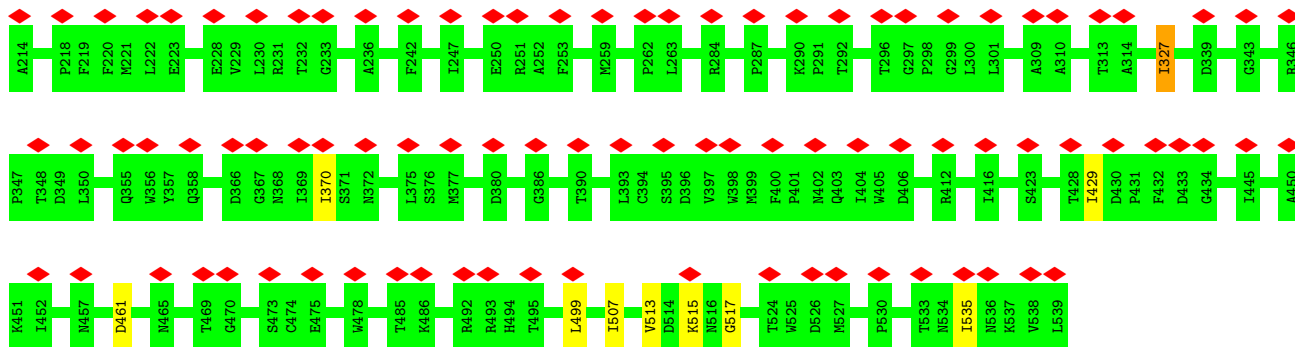 A214 P218 F219 F220 M221 L222 E223 E228 V229 L230 R231 T232 G233 A236 F242 I247 E250 R251 A252 F253 M259 P262 L263 R284 P287 K290 P291 T292 T296 G297 P298 G299 L300 L301 A309 A310 T313 A314 I327 D339 G343 R346
P347 T348 D349 L350 Q355 W356 Y357 Q358 D366 G367 N368 I369 I370 S371 N372 L375 S376 M377 D380 G386 T390 L393 C394 S395 D396 V397 W398 M399 F400 P401 N402 Q403 I404 W405 D406 R412 I416 S423 T428 I429 D430 P431 F432 D433 G434 I445 A450
K451 I452 N457 D461 N465 T469 G470 S473 C474 E475 W478 T485 K486 R492 R493 H494 T495 L499 I507 V513 D514 K515 N516 G517 T524 W525 D526 M527 P530 T533 N534 I535 N536 K537 V538 L539